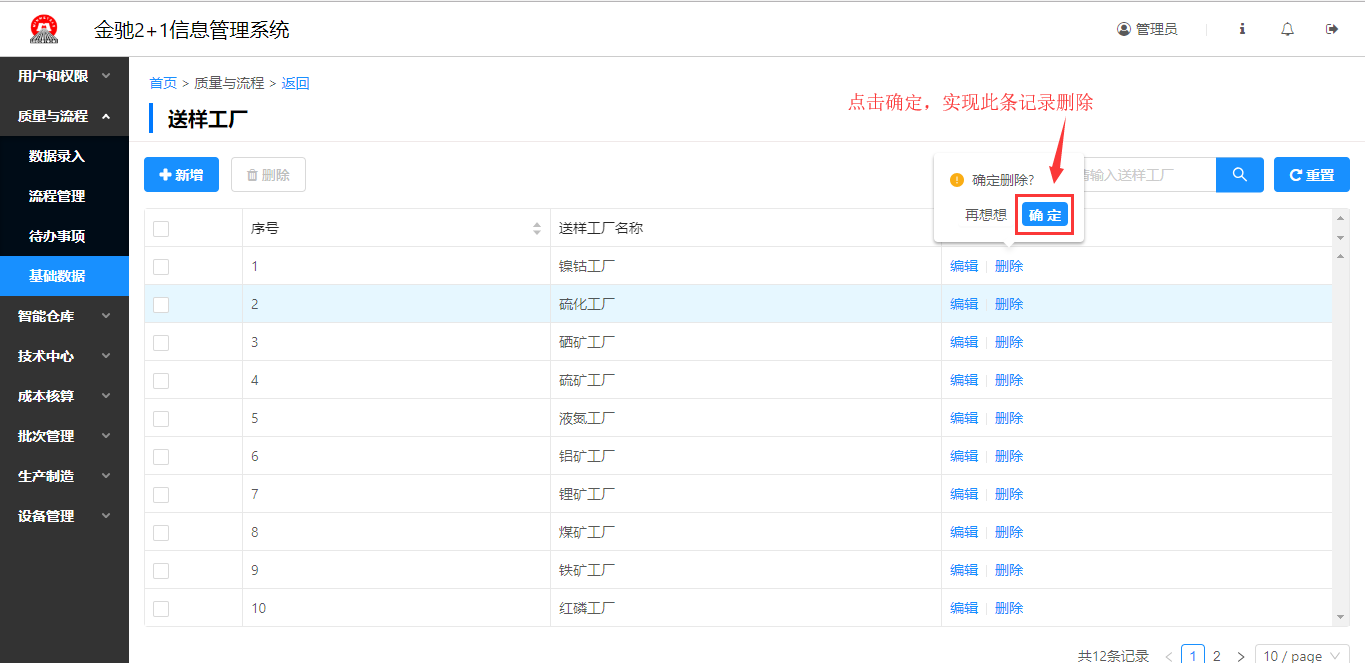 金驰2+1信息管理系统
管理员
用户和权限
质量与流程
数据录入
流程管理
待办事项
基础数据
智能仓库
技术中心
成本核算
批次管理
生产制造
设备管理
首页 > 质量与流程 > 返回
送样工厂
点击确定，实现此条记录删除
新增
删除
确定删除?
再想想
确 定
请输入送样工厂
重置
序号 送样工厂名称
1 镍钴工厂 编辑 删除
2 硫化工厂 编辑 删除
3 硒矿工厂 编辑 删除
4 硫矿工厂 编辑 删除
5 液氮工厂 编辑 删除
6 铝矿工厂 编辑 删除
7 锂矿工厂 编辑 删除
8 煤矿工厂 编辑 删除
9 铁矿工厂 编辑 删除
10 红磷工厂 编辑 删除
共12条记录 < 1 2 > 10 / page